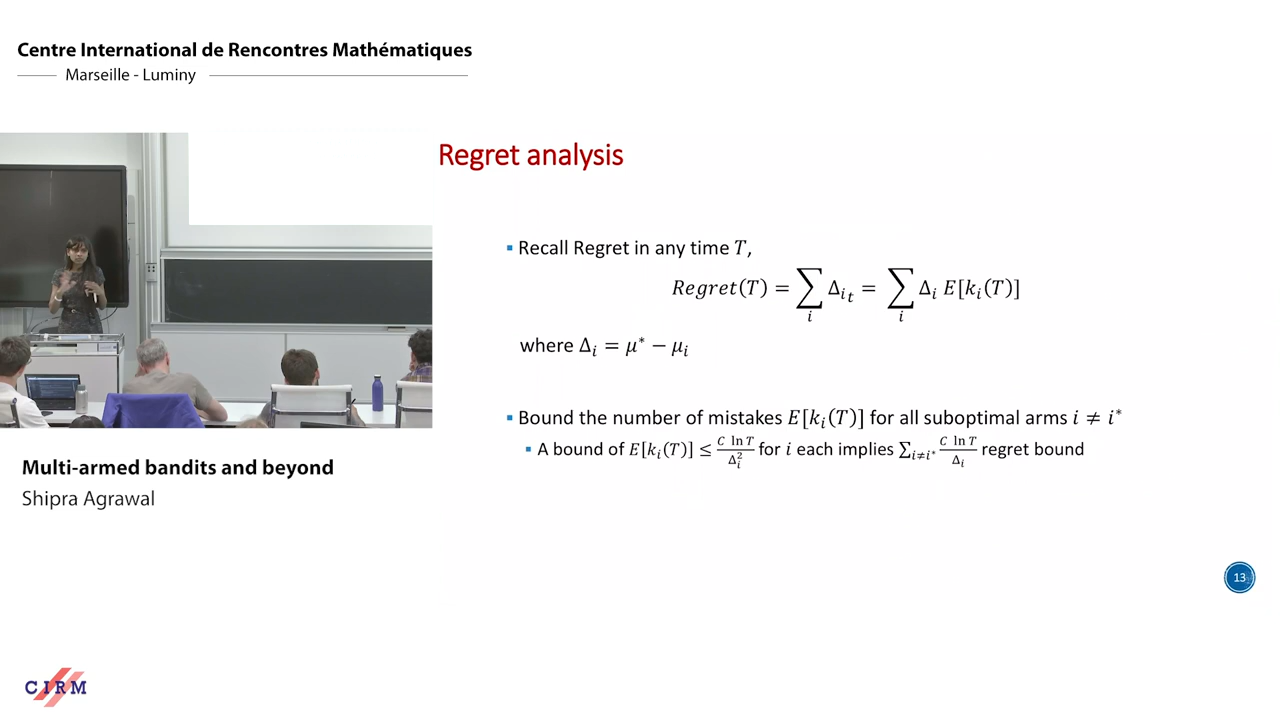 Centre International de Rencontres Mathématiques
Marseille - Luminy
Regret analysis
▪ Recall Regret in any time 𝑇,
𝑅𝑒𝑔𝑟𝑒𝑡(𝑇) = ∑_i Δ_{i_t} = ∑_i Δ_i 𝐸[𝑘_i(𝑇)]
where Δ_i = 𝜇* − 𝜇_i
▪ Bound the number of mistakes 𝐸[𝑘_i(𝑇)] for all suboptimal arms 𝑖 ≠ 𝑖*
▪ A bound of 𝐸[𝑘_i(𝑇)] ≤ \frac{C ln T}{Δ_i^2} for 𝑖 each implies ∑_{i≠i*} \frac{C ln T}{Δ_i} regret bound
Multi-armed bandits and beyond
Shipra Agrawal
13
CIRM